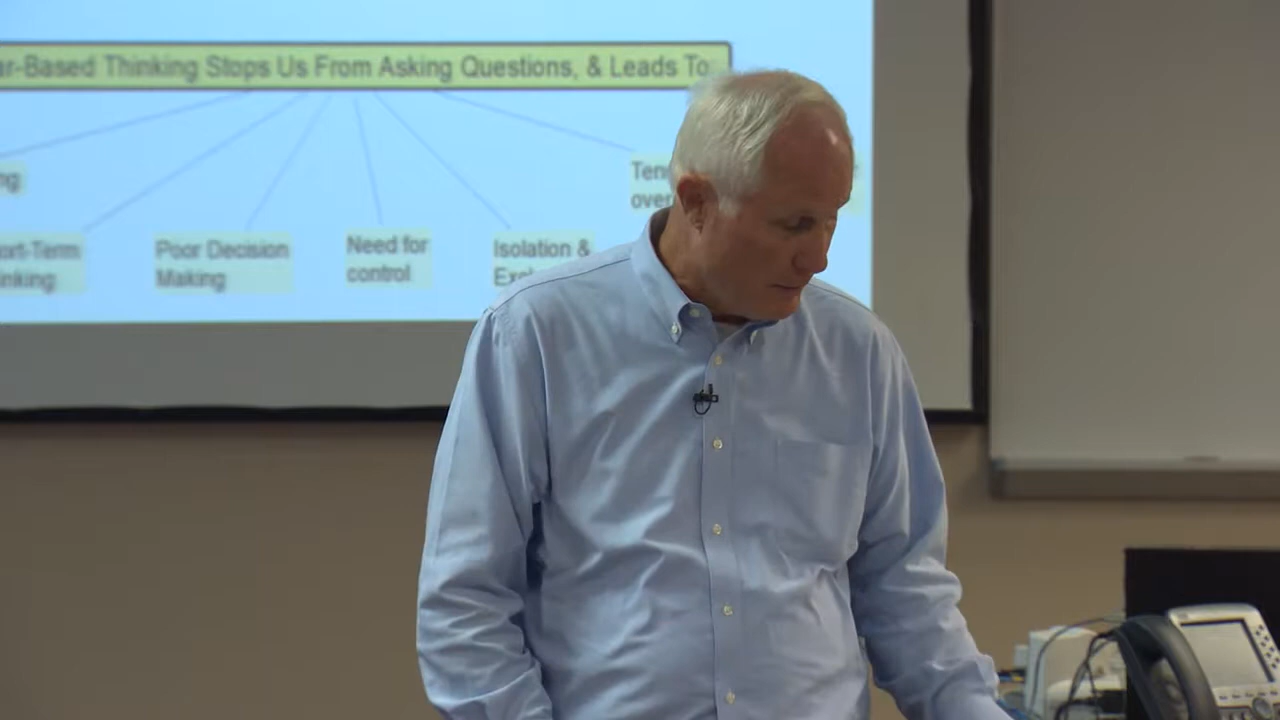 ar-Based Thinking Stops Us From Asking Questions, & Leads To:
ng
Ten
over
ort-Term
inking
Poor Decision
Making
Need for
control
Isolation &
Exc